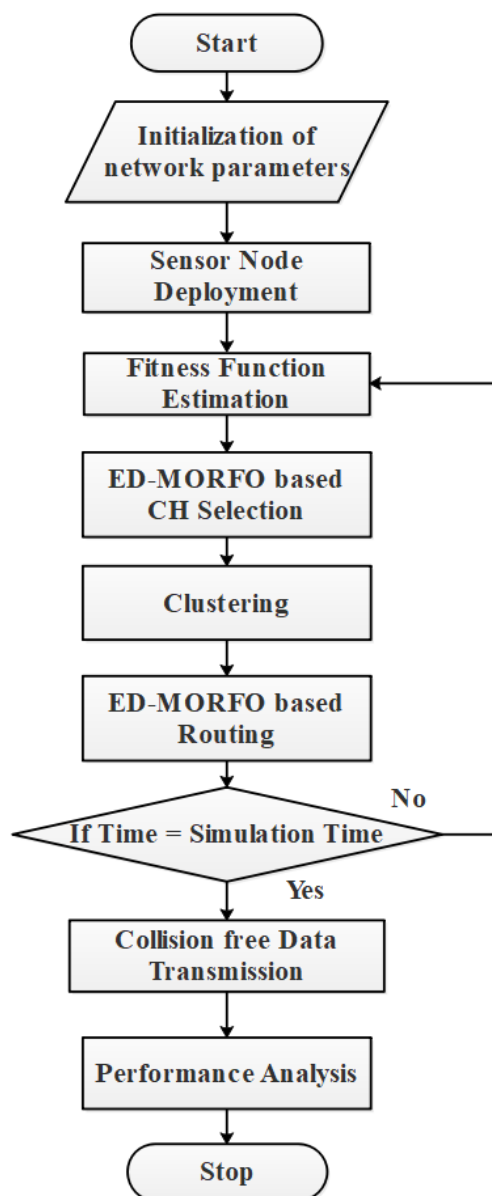 Start
Initialization of
network parameters
Sensor Node
Deployment
Fitness Function
Estimation
ED-MORFO based
CH Selection
Clustering
ED-MORFO based
Routing
No
If Time = Simulation Time
Yes
Collision free Data
Transmission
Performance Analysis
Stop